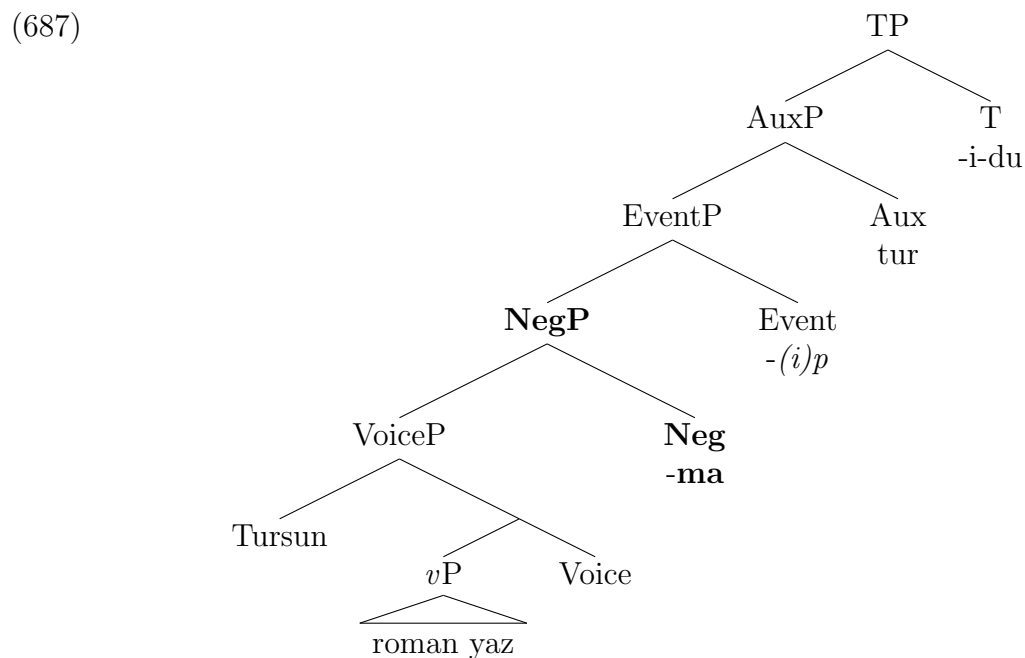 (687)
TP
AuxP T
-i-du
EventP Aux
tur
NegP Event
-(i)p
VoiceP Neg
-ma
Tursun
vP Voice
roman yaz